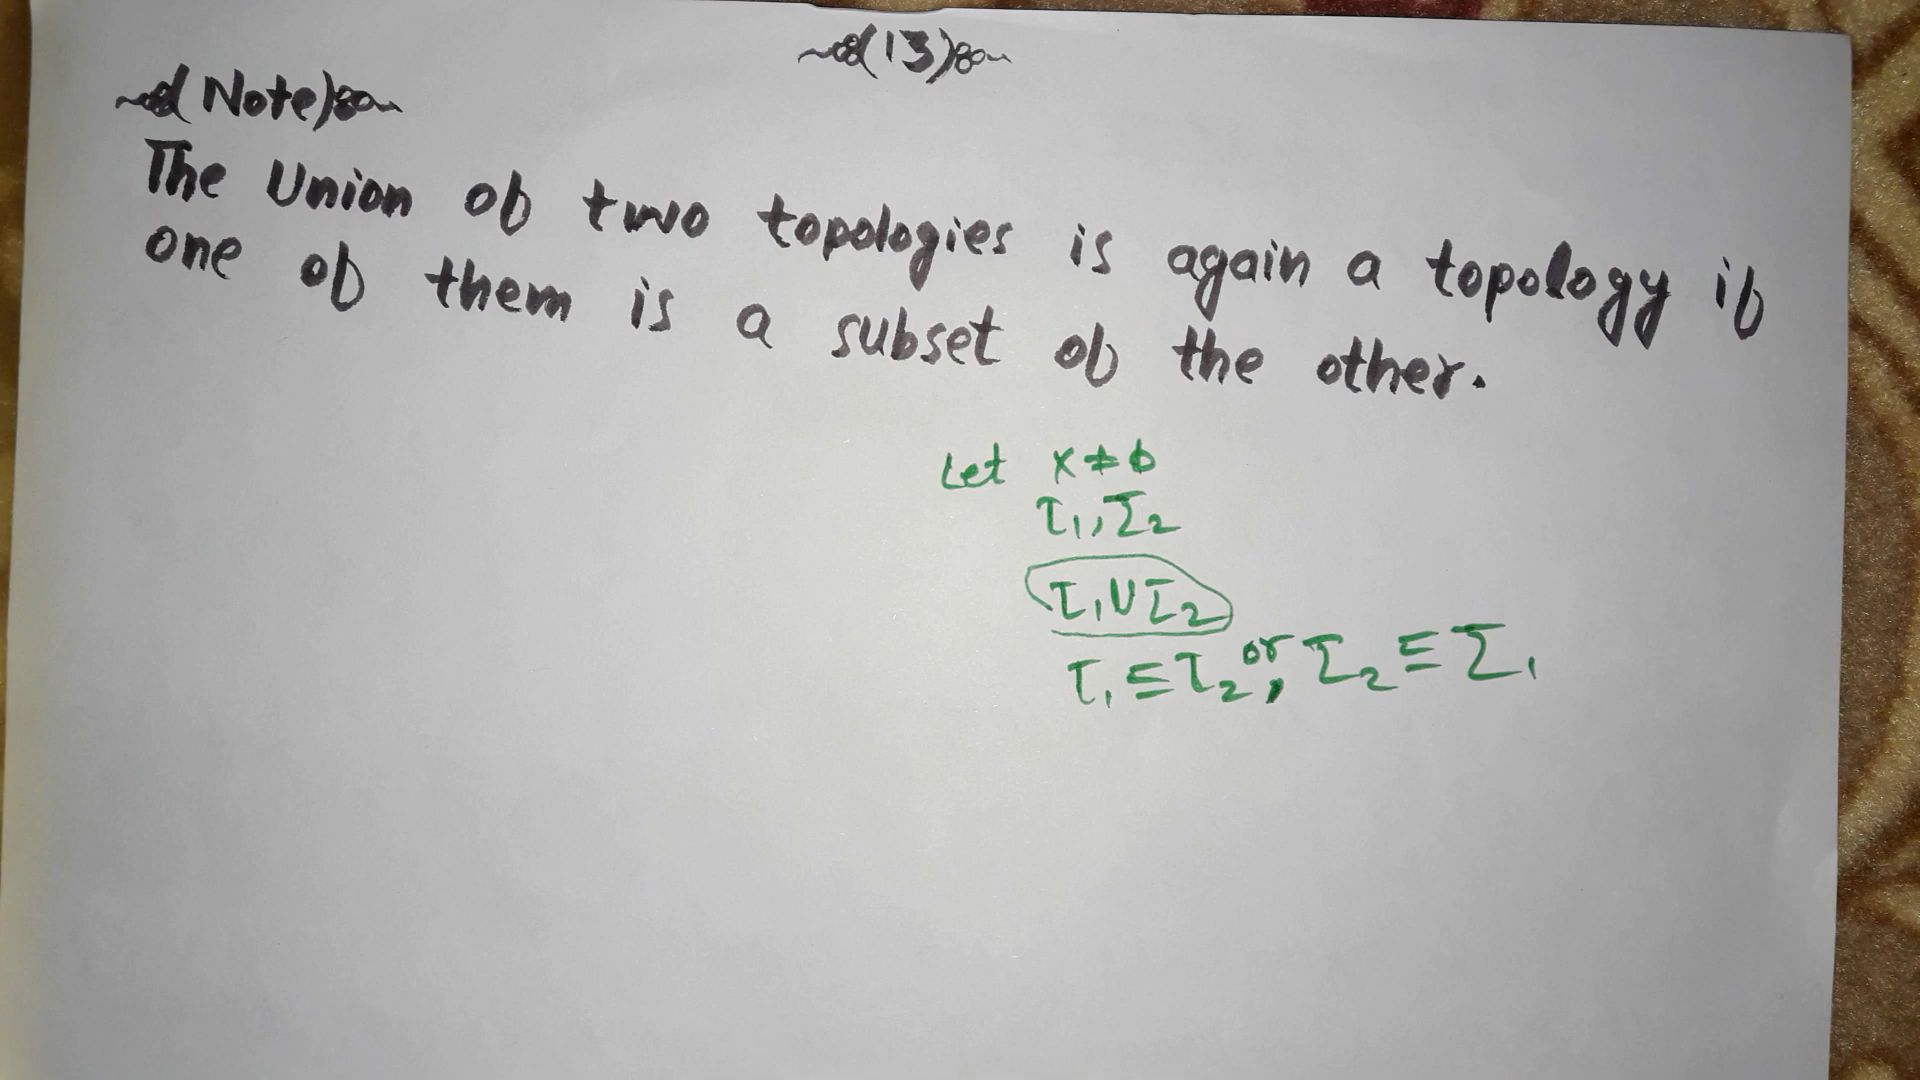 (13)
(Note)
The Union of two topologies is again a topology if
one of them is a subset of the other.
Let X ≠ ϕ
τ₁, τ₂
τ₁ ∪ τ₂
τ₁ ⊆ τ₂ or, τ₂ ⊆ τ₁